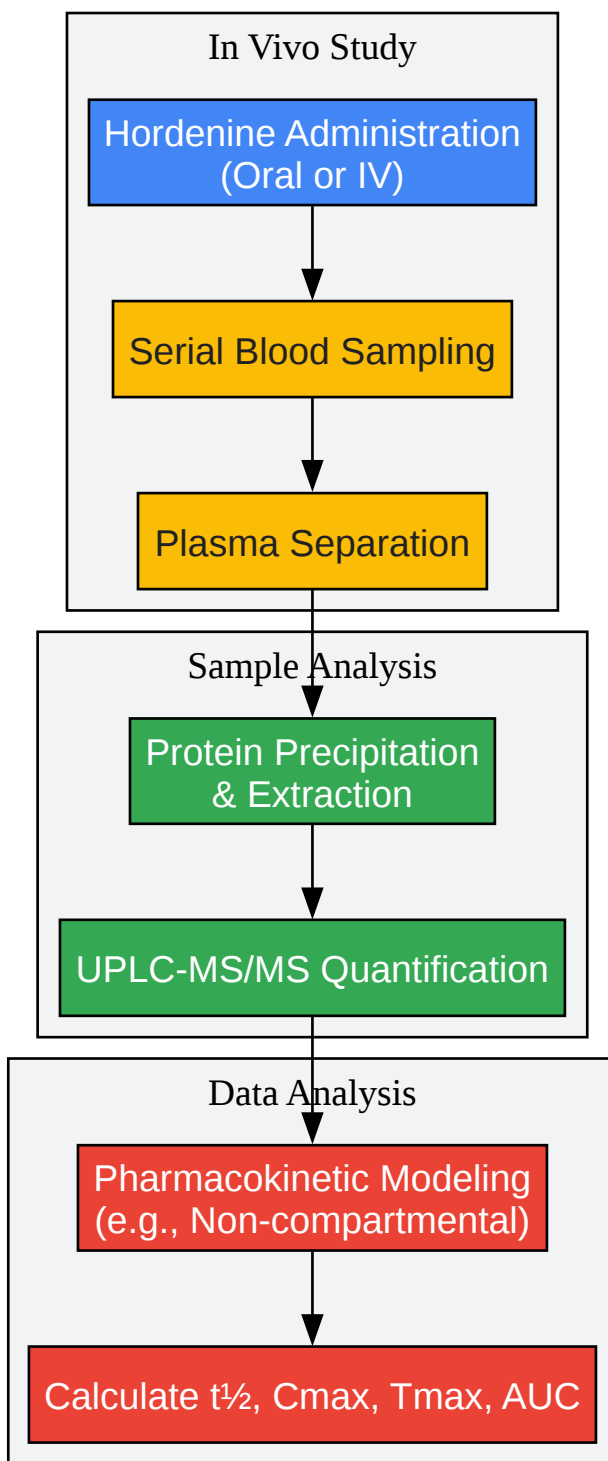 In Vivo Study
Hordenine Administration
(Oral or IV)
Serial Blood Sampling
Plasma Separation
Sample Analysis
Protein Precipitation
& Extraction
UPLC-MS/MS Quantification
Data Analysis
Pharmacokinetic Modeling
(e.g., Non-compartmental)
Calculate t½, Cmax, Tmax, AUC